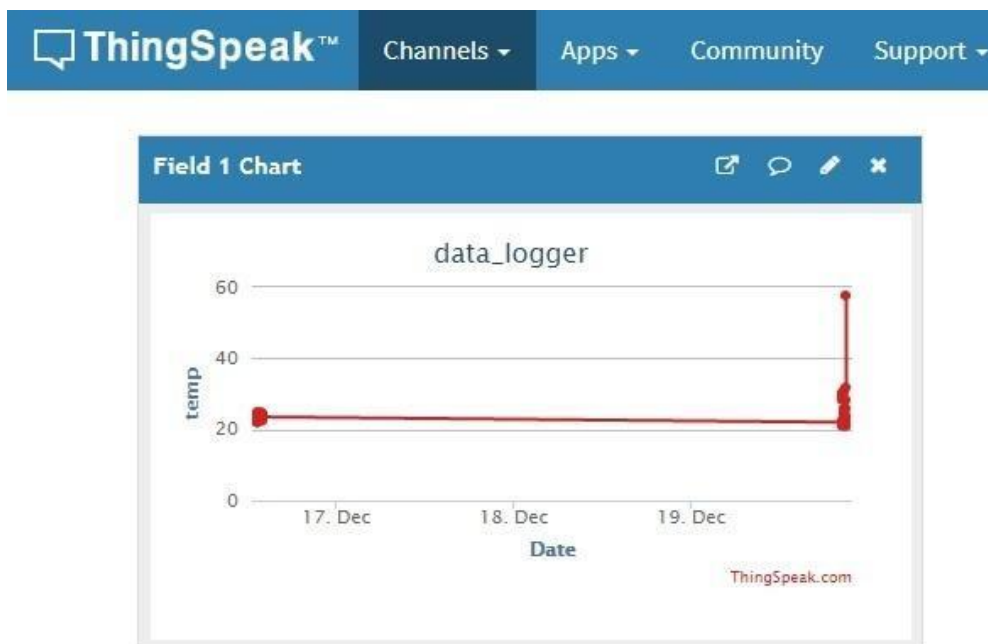 ThingSpeak™ Channels Apps Community Support
Field 1 Chart
data_logger
60
40
20
0
temp
17. Dec 18. Dec 19. Dec
Date
ThingSpeak.com